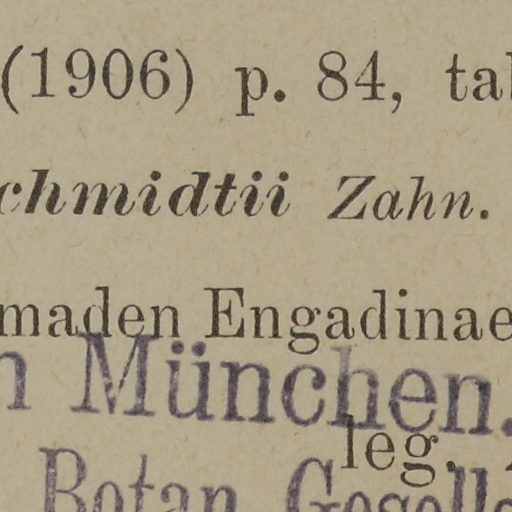 (1906) p. 84, tal
chmidtii Zahn.
maden Engadinae
n München.
leg.
Botan. Gesells